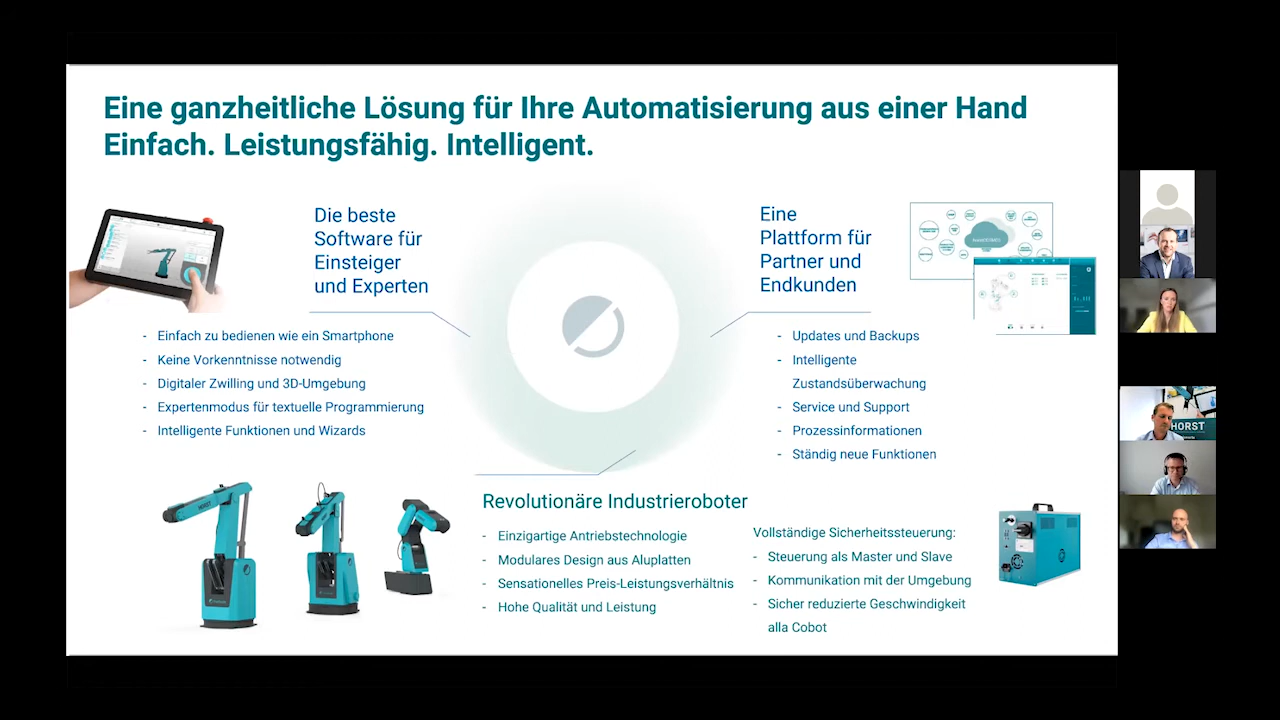 Eine ganzheitliche Lösung für Ihre Automatisierung aus einer Hand
Einfach. Leistungsfähig. Intelligent.
Die beste
Software für
Einsteiger
und Experten
- Einfach zu bedienen wie ein Smartphone
- Keine Vorkenntnisse notwendig
- Digitaler Zwilling und 3D-Umgebung
- Expertenmodus für textuelle Programmierung
- Intelligente Funktionen und Wizards
Eine
Plattform für
Partner und
Endkunden
- Updates und Backups
- Intelligente
Zustandsüberwachung
- Service und Support
- Prozessinformationen
- Ständig neue Funktionen
Revolutionäre Industrieroboter
- Einzigartige Antriebstechnologie
- Modulares Design aus Aluplatten
- Sensationelles Preis-Leistungsverhältnis
- Hohe Qualität und Leistung
Vollständige Sicherheitssteuerung:
- Steuerung als Master und Slave
- Kommunikation mit der Umgebung
- Sicher reduzierte Geschwindigkeit
alla Cobot
HORST
HORST